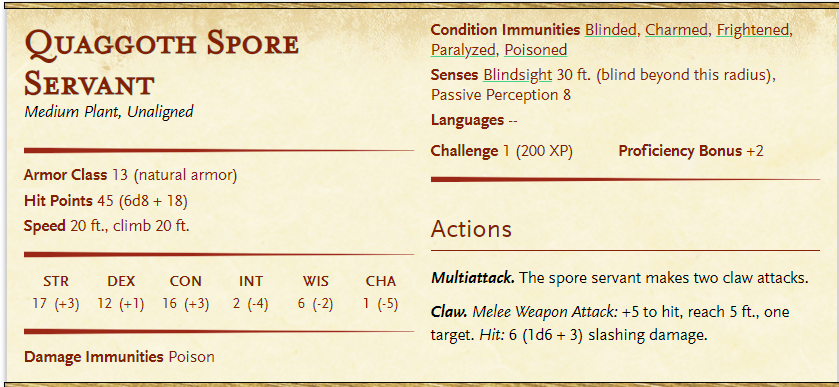 Quaggoth Spore
Servant
Medium Plant, Unaligned
Armor Class 13 (natural armor)
Hit Points 45 (6d8 + 18)
Speed 20 ft., climb 20 ft.
STR DEX CON INT WIS CHA
17 (+3) 12 (+1) 16 (+3) 2 (-4) 6 (-2) 1 (-5)
Damage Immunities Poison
Condition Immunities Blinded, Charmed, Frightened,
Paralyzed, Poisoned
Senses Blindsight 30 ft. (blind beyond this radius),
Passive Perception 8
Languages --
Challenge 1 (200 XP) Proficiency Bonus +2
Actions
Multiattack. The spore servant makes two claw attacks.
Claw. Melee Weapon Attack: +5 to hit, reach 5 ft., one
target. Hit: 6 (1d6 + 3) slashing damage.